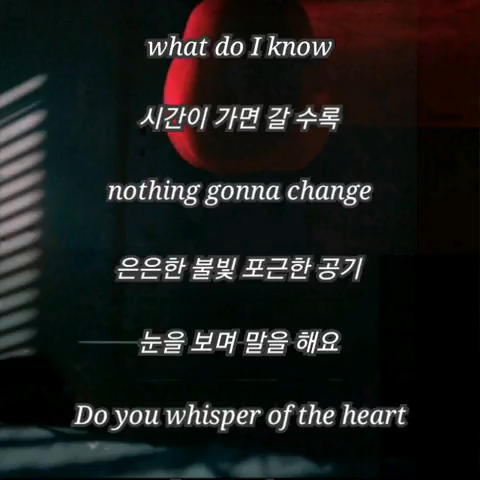 what do I know
시간이 가면 갈 수록
nothing gonna change
은은한 불빛 포근한 공기
눈을 보며 말을 해요
Do you whisper of the heart